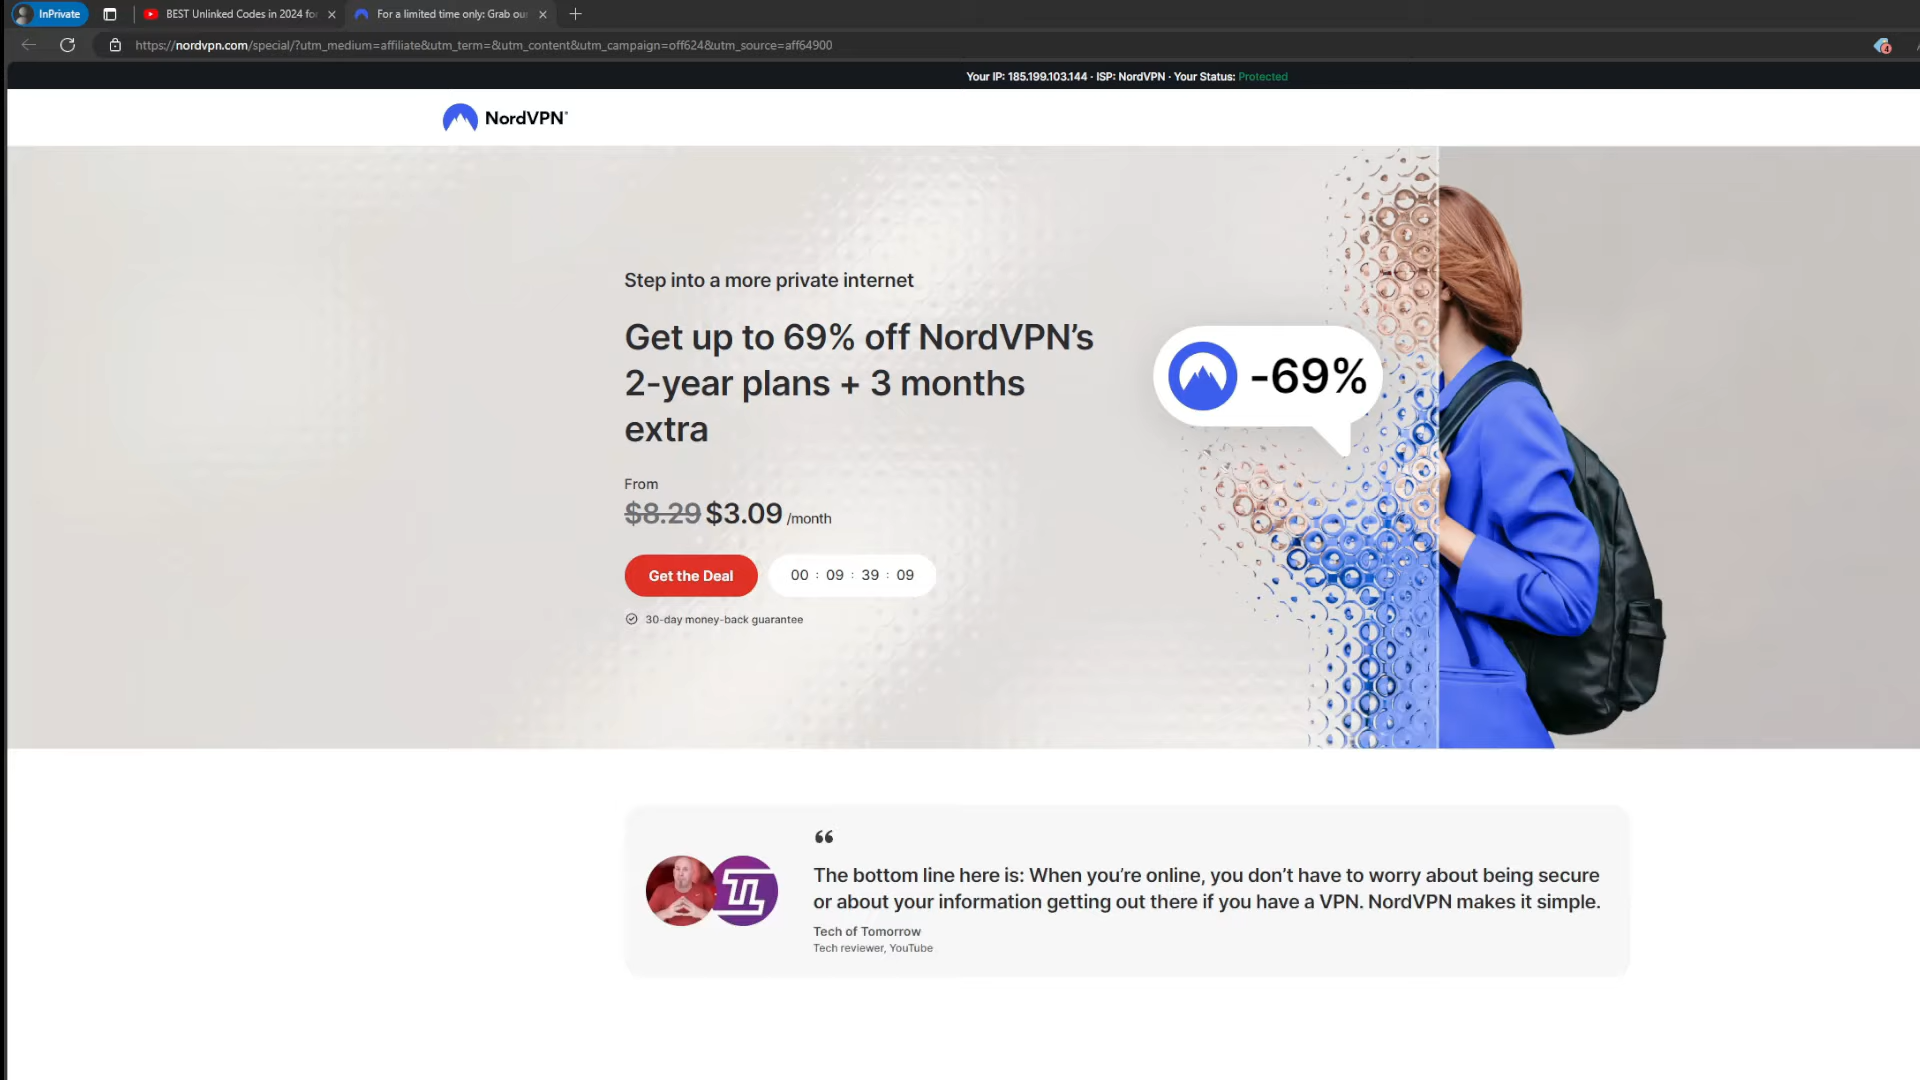 InPrivate
BEST Unlinked Codes in 2024 fo
For a limited time only: Grab ou
https://nordvpn.com/special/?utm_medium=affiliate&utm_term=&utm_content&utm_campaign=off624&utm_source=aff64900
4
Your IP: 185.199.103.144 · ISP: NordVPN · Your Status: Protected
NordVPN®
Step into a more private internet
Get up to 69% off NordVPN’s
2-year plans + 3 months
extra
-69%
From
$8.29 $3.09 /month
Get the Deal
00 : 09 : 39 : 09
30-day money-back guarantee
“
The bottom line here is: When you’re online, you don’t have to worry about being secure
or about your information getting out there if you have a VPN. NordVPN makes it simple.
Tech of Tomorrow
Tech reviewer, YouTube